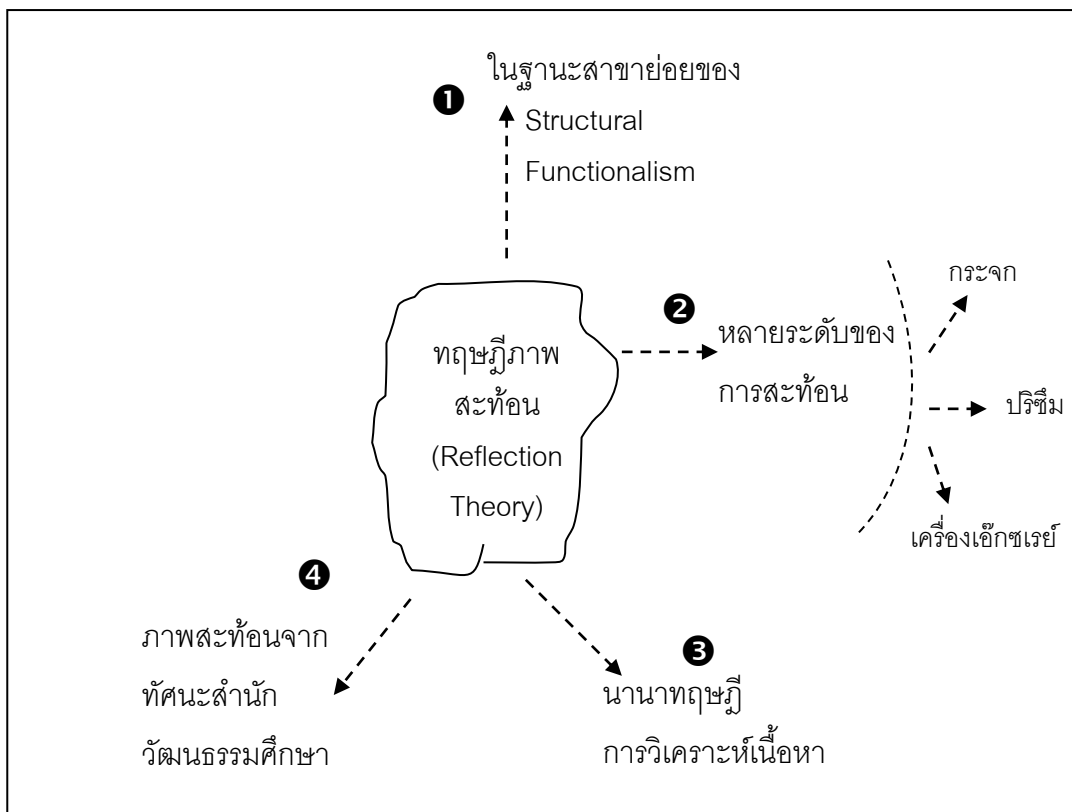 ❶
ในฐานะสาขาย่อยของ
Structural
Functionalism
ทฤษฎีภาพ
สะท้อน
(Reflection
Theory)
❷
หลายระดับของ
การสะท้อน
กระจก
ปริซึม
เครื่องเอ๊กซเรย์
❸
นานาทฤษฎี
การวิเคราะห์เนื้อหา
❹
ภาพสะท้อนจาก
ทัศนะสำนัก
วัฒนธรรมศึกษา